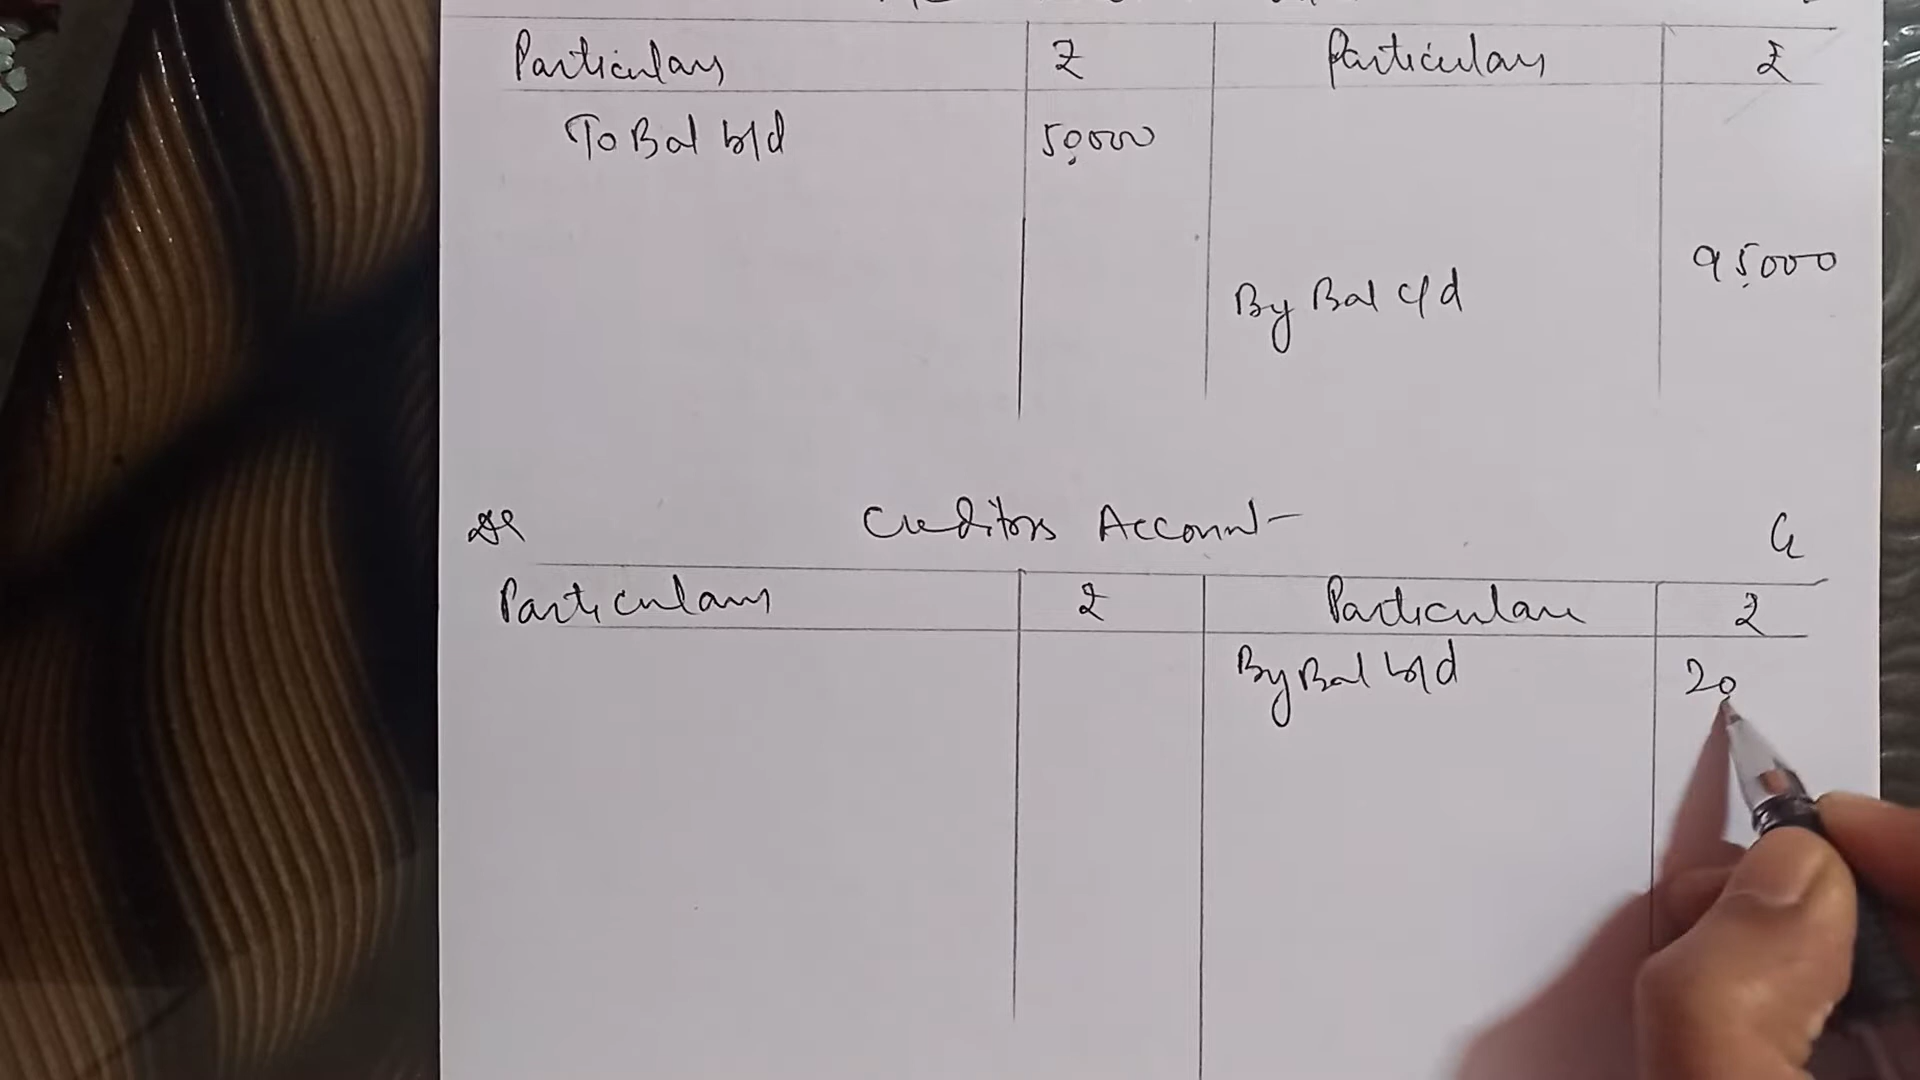 Particulars ₹ Particulars ₹
To Bal b/d 50,000
95,000
By Bal c/d
Dr Creditors Account Cr
Particulars ₹ Particulars ₹
By Bal b/d 20